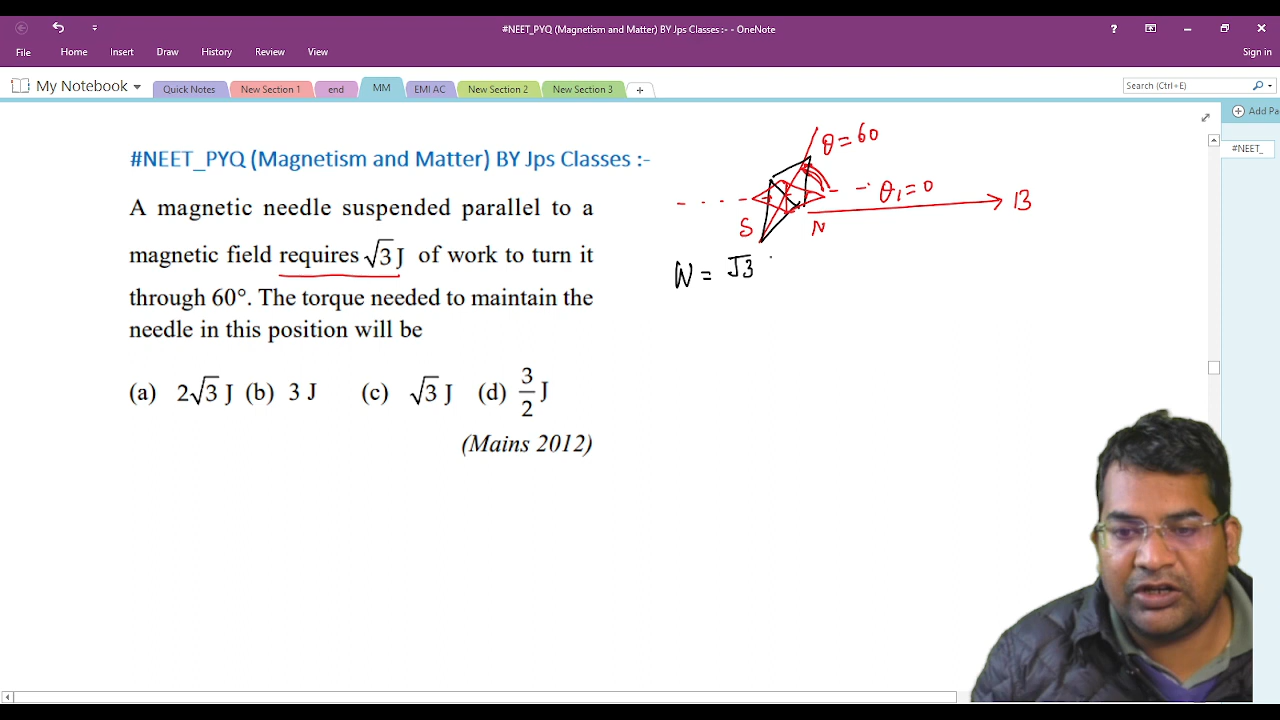 #NEET_PYQ (Magnetism and Matter) BY Jps Classes :- - OneNote
?
File Home Insert Draw History Review View Sign in
My Notebook Quick Notes New Section 1 end MM EMI AC New Section 2 New Section 3 + Search (Ctrl+E)
Add Pa
#NEET_
#NEET_PYQ (Magnetism and Matter) BY Jps Classes :-
A magnetic needle suspended parallel to a
magnetic field requires √3 J of work to turn it
through 60°. The torque needed to maintain the
needle in this position will be
(a) 2√3 J (b) 3 J (c) √3 J (d) 3/2 J
(Mains 2012)
θ = 60
θ₁ = 0
B
S N
W = √3